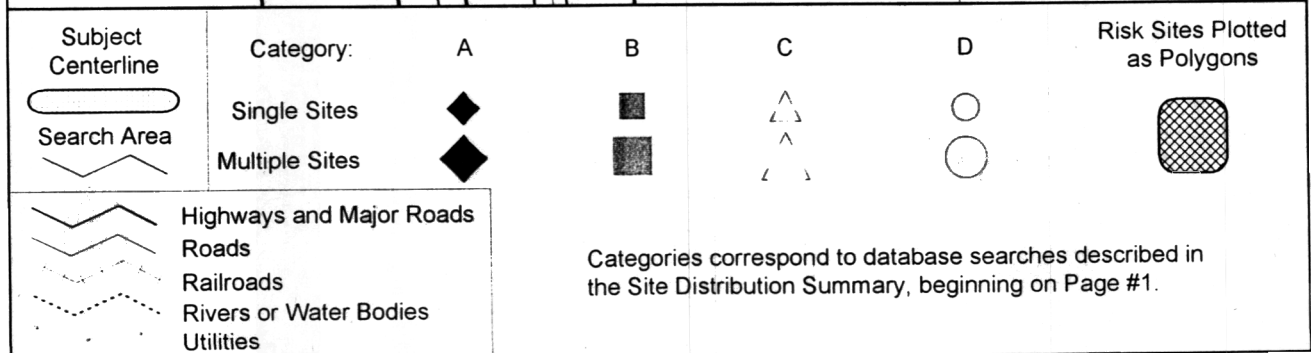 Subject
Centerline
Search Area
Category: A B C D
Single Sites
Multiple Sites
Risk Sites Plotted
as Polygons
Highways and Major Roads
Roads
Railroads
Rivers or Water Bodies
Utilities
Categories correspond to database searches described in
the Site Distribution Summary, beginning on Page #1.